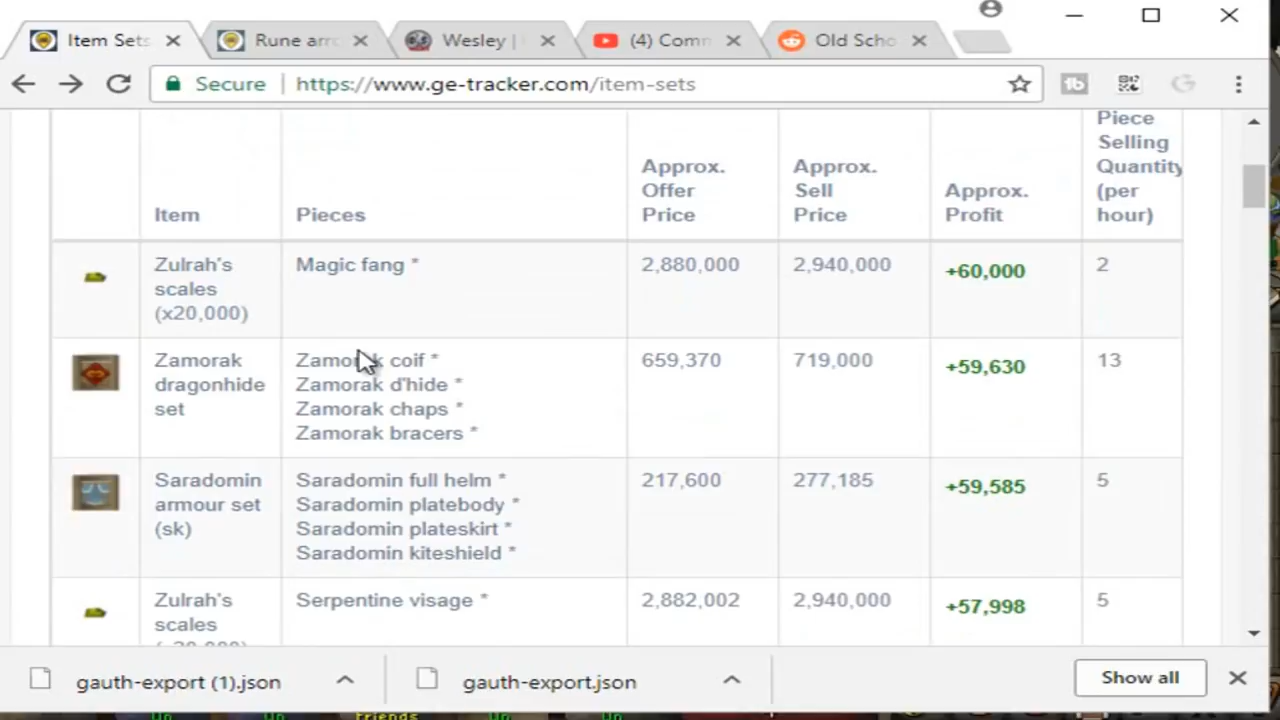 Item Sets
Rune arro
Wesley |
(4) Comm
Old Scho
Secure
https://www.ge-tracker.com/item-sets
Item
Pieces
Approx.
Offer
Price
Approx.
Sell
Price
Approx.
Profit
Piece
Selling
Quantity
(per
hour)
Zulrah's
scales
(x20,000)
Magic fang *
2,880,000
2,940,000
+60,000
2
Zamorak
dragonhide
set
Zamorak coif *
Zamorak d'hide *
Zamorak chaps *
Zamorak bracers *
659,370
719,000
+59,630
13
Saradomin
armour set
(sk)
Saradomin full helm *
Saradomin platebody *
Saradomin plateskirt *
Saradomin kiteshield *
217,600
277,185
+59,585
5
Zulrah's
scales
Serpentine visage *
2,882,002
2,940,000
+57,998
5
gauth-export (1).json
gauth-export.json
Show all
friends